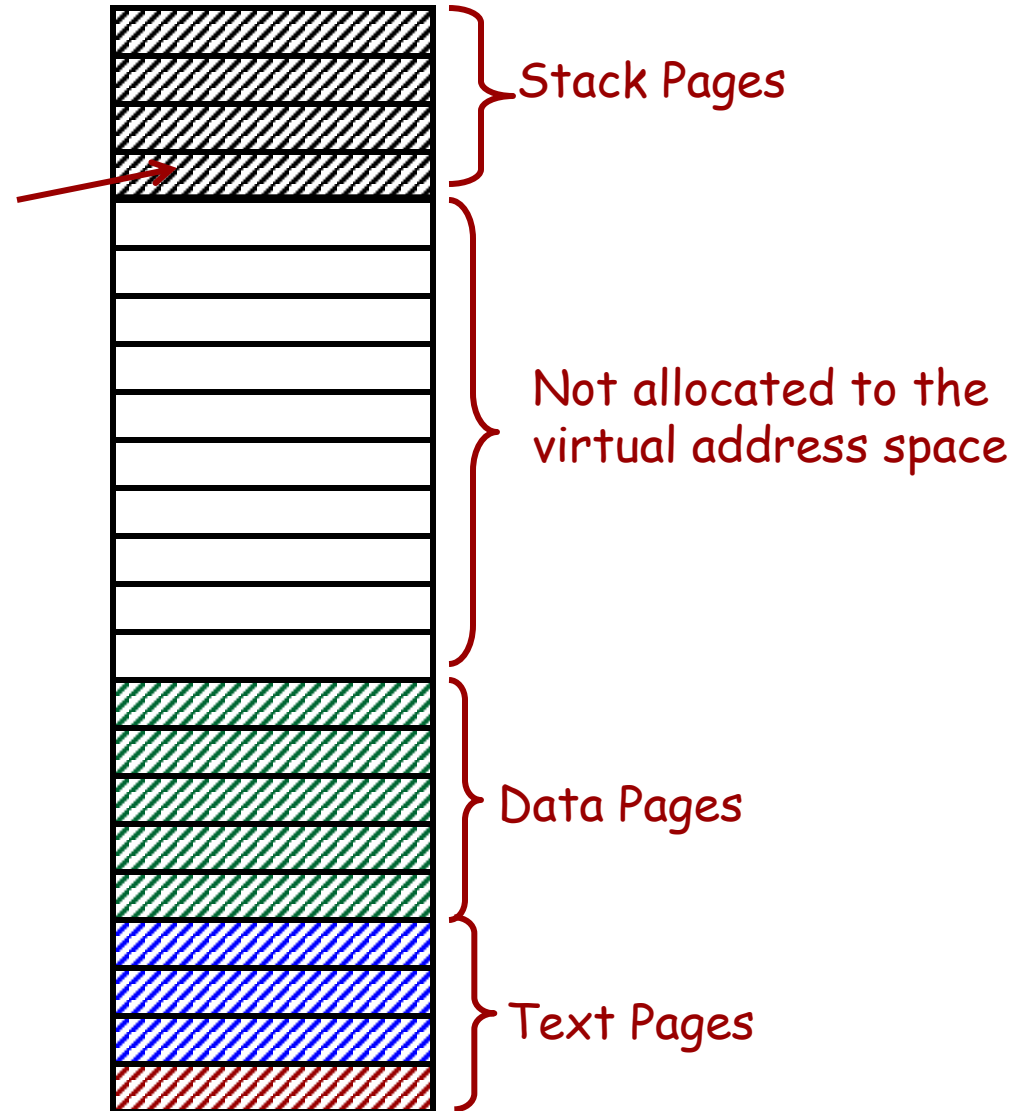 Stack Pages
Not allocated to the
virtual address space
Data Pages
Text Pages